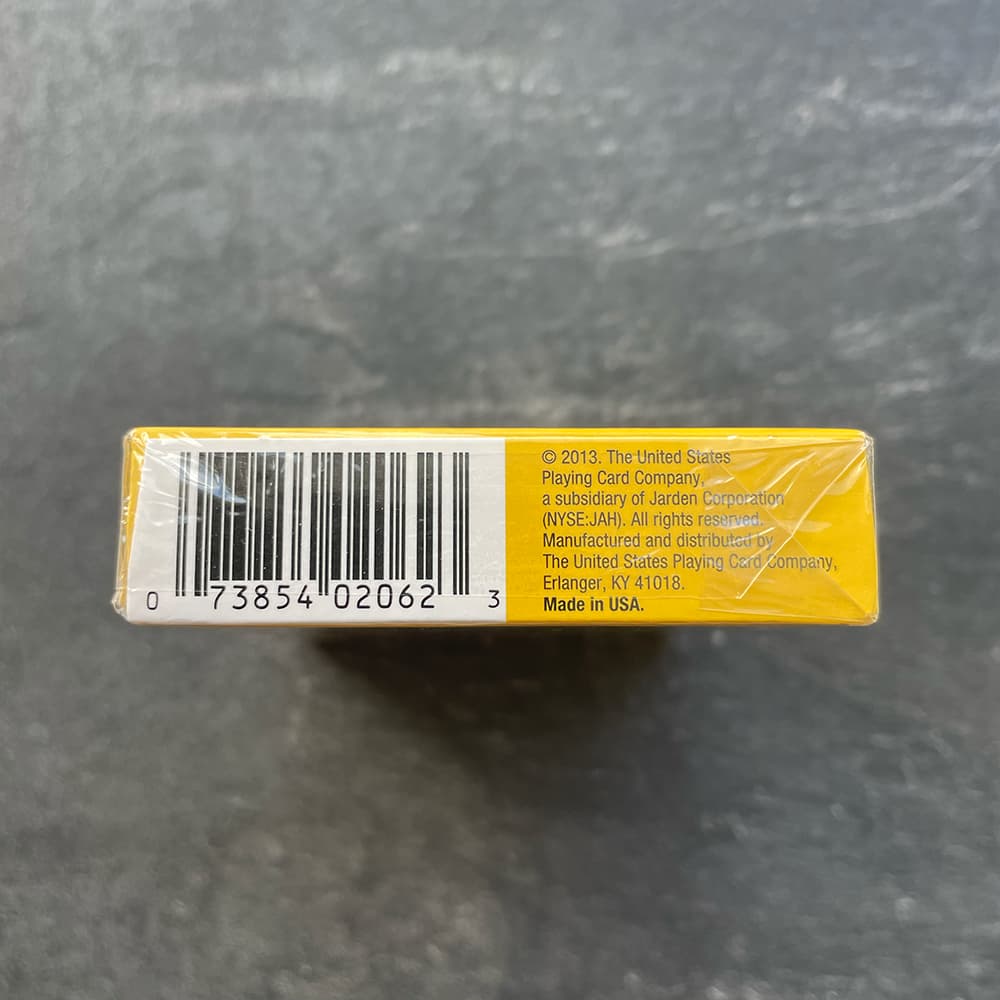 0 73854 02062 3
© 2013. The United States
Playing Card Company,
a subsidiary of Jarden Corporation
(NYSE:JAH). All rights reserved.
Manufactured and distributed by
The United States Playing Card Company,
Erlanger, KY 41018.
Made in USA.